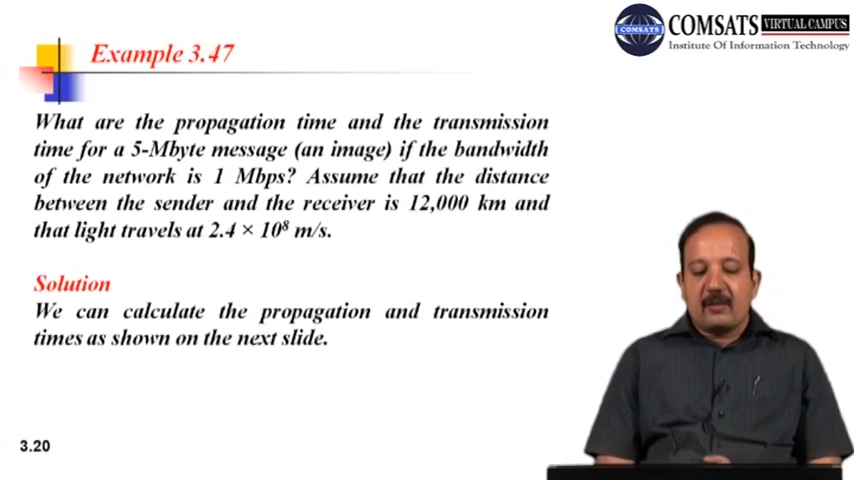 COMSATS
COMSATS VIRTUAL CAMPUS
Institute Of Information Technology
Example 3.47
What are the propagation time and the transmission
time for a 5-Mbyte message (an image) if the bandwidth
of the network is 1 Mbps? Assume that the distance
between the sender and the receiver is 12,000 km and
that light travels at 2.4 × 10⁸ m/s.
Solution
We can calculate the propagation and transmission
times as shown on the next slide.
3.20